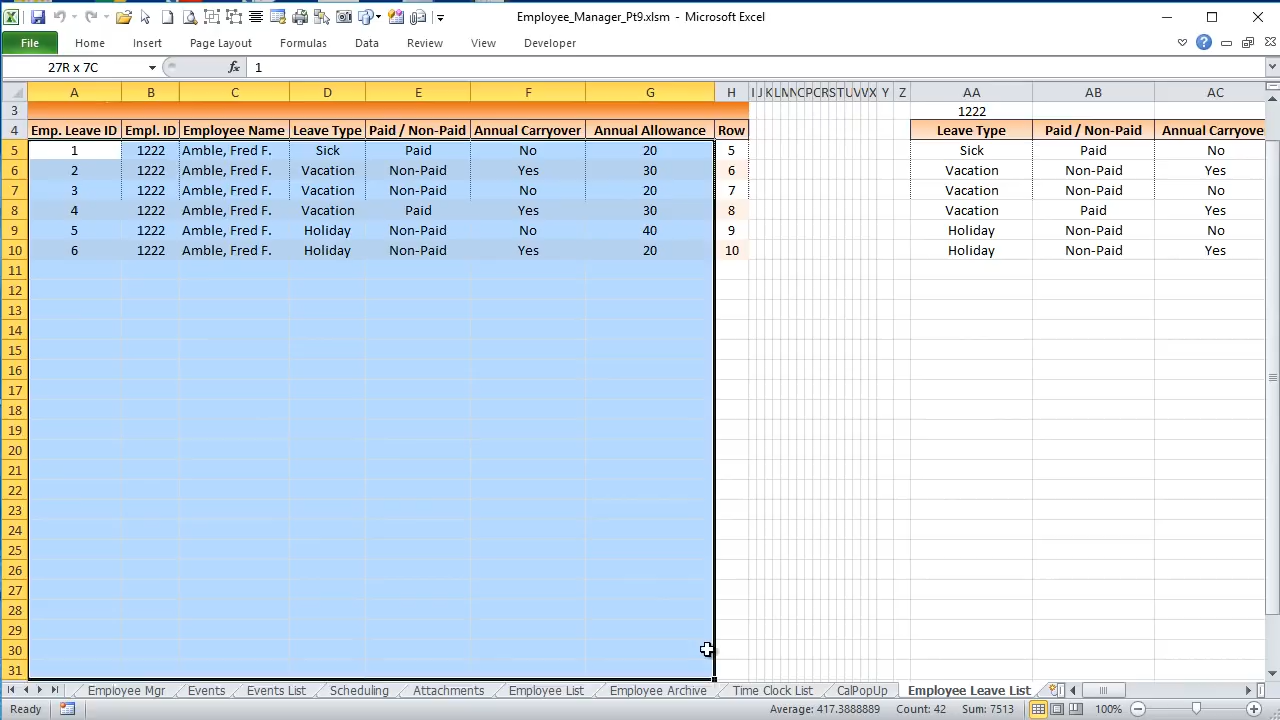 Employee_Manager_Pt9.xlsm - Microsoft Excel
File Home Insert Page Layout Formulas Data Review View Developer
27R x 7C fx 1
A B C D E F G H I J K L M N O P Q R S T U V W X Y Z AA AB AC
3 1222
4 Emp. Leave ID Empl. ID Employee Name Leave Type Paid / Non-Paid Annual Carryover Annual Allowance Row Leave Type Paid / Non-Paid Annual Carryove
5 1 1222 Amble, Fred F. Sick Paid No 20 5 Sick Paid No
6 2 1222 Amble, Fred F. Vacation Non-Paid Yes 30 6 Vacation Non-Paid Yes
7 3 1222 Amble, Fred F. Vacation Non-Paid No 20 7 Vacation Non-Paid No
8 4 1222 Amble, Fred F. Vacation Paid Yes 30 8 Vacation Paid Yes
9 5 1222 Amble, Fred F. Holiday Non-Paid No 40 9 Holiday Non-Paid No
10 6 1222 Amble, Fred F. Holiday Non-Paid Yes 20 10 Holiday Non-Paid Yes
11
12
13
14
15
16
17
18
19
20
21
22
23
24
25
26
27
28
29
30
31
Employee Mgr Events Events List Scheduling Attachments Employee List Employee Archive Time Clock List CalPopUp Employee Leave List
Ready Average: 417.3888889 Count: 42 Sum: 7513 100%